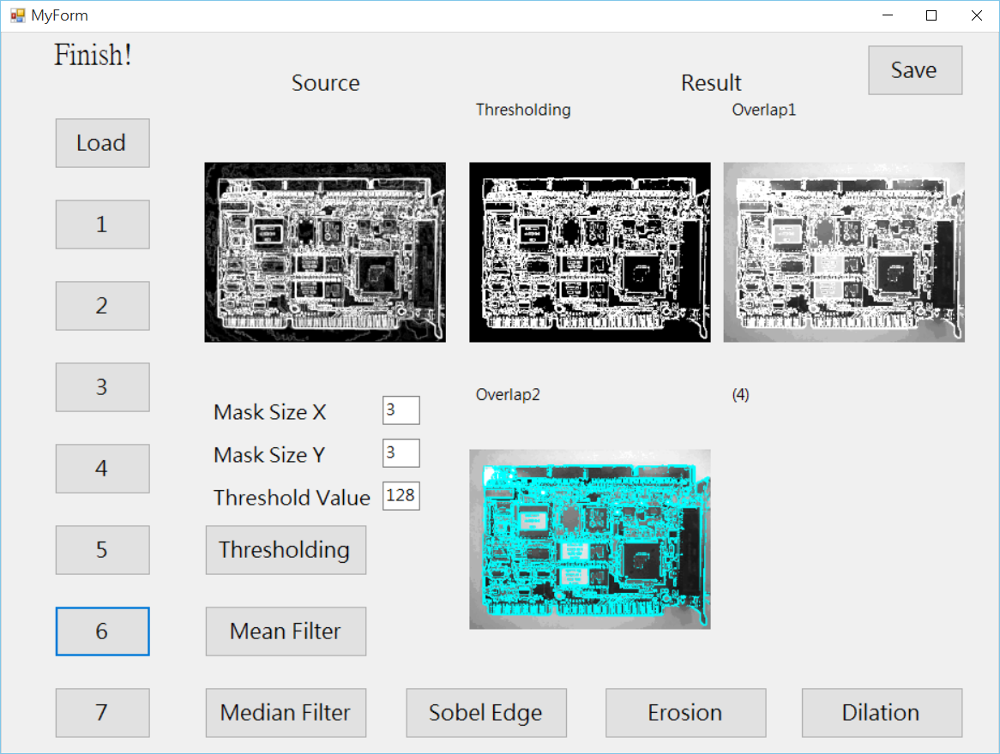 MyForm
Finish!
Source
Result
Save
Thresholding
Overlap1
Load
1
2
3
4
5
6
7
Mask Size X
3
Mask Size Y
3
Threshold Value
128
Overlap2
(4)
Thresholding
Mean Filter
Median Filter
Sobel Edge
Erosion
Dilation